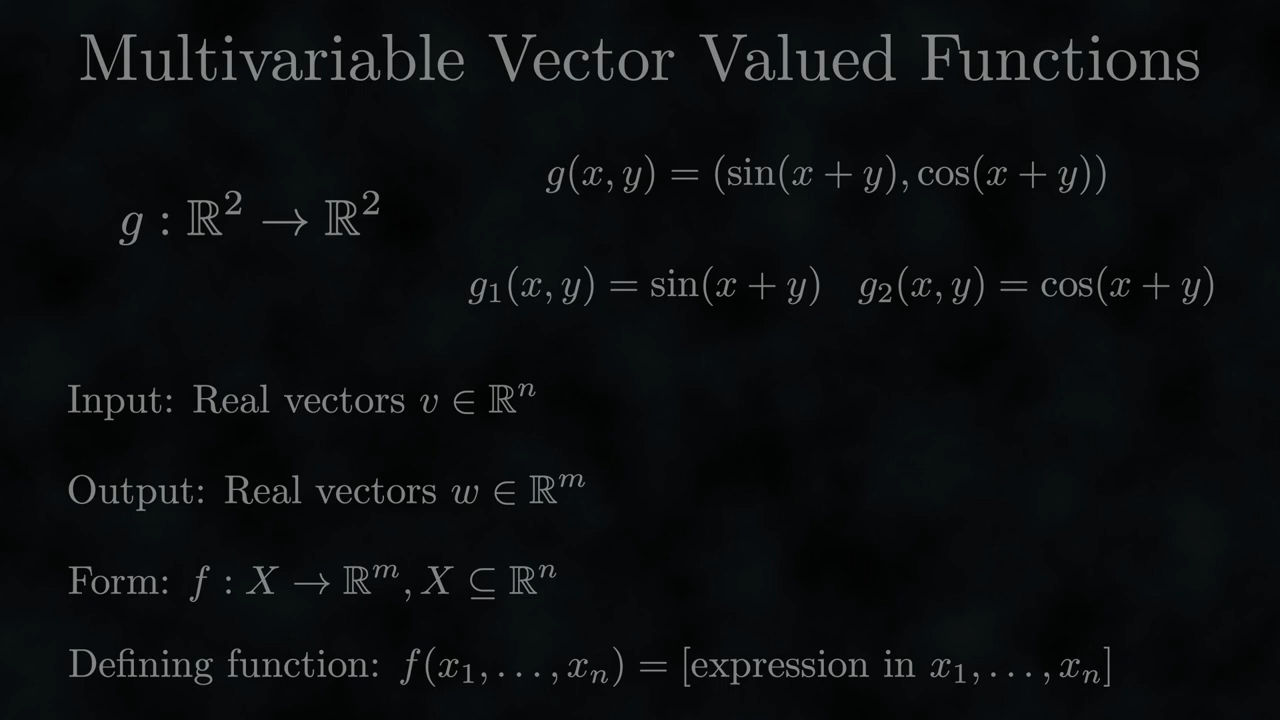 Multivariable Vector Valued Functions
g : ℝ² → ℝ²
g(x, y) = (sin(x + y), cos(x + y))
g₁(x, y) = sin(x + y)   g₂(x, y) = cos(x + y)
Input: Real vectors v ∈ ℝⁿ
Output: Real vectors w ∈ ℝᵐ
Form: f : X → ℝᵐ, X ⊆ ℝⁿ
Defining function: f(x₁, . . . , xₙ) = [expression in x₁, . . . , xₙ]